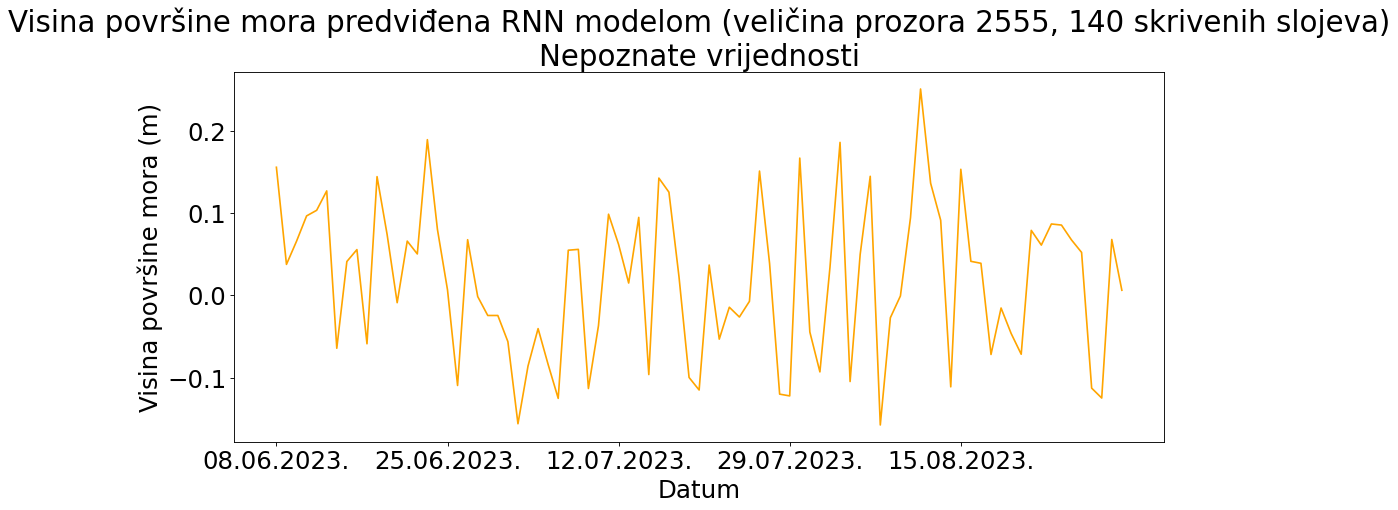 Visina površine mora predviđena RNN modelom (veličina prozora 2555, 140 skrivenih slojeva)
Nepoznate vrijednosti
Visina površine mora (m)
0.2
0.1
0.0
−0.1
08.06.2023. 25.06.2023. 12.07.2023. 29.07.2023. 15.08.2023.
Datum